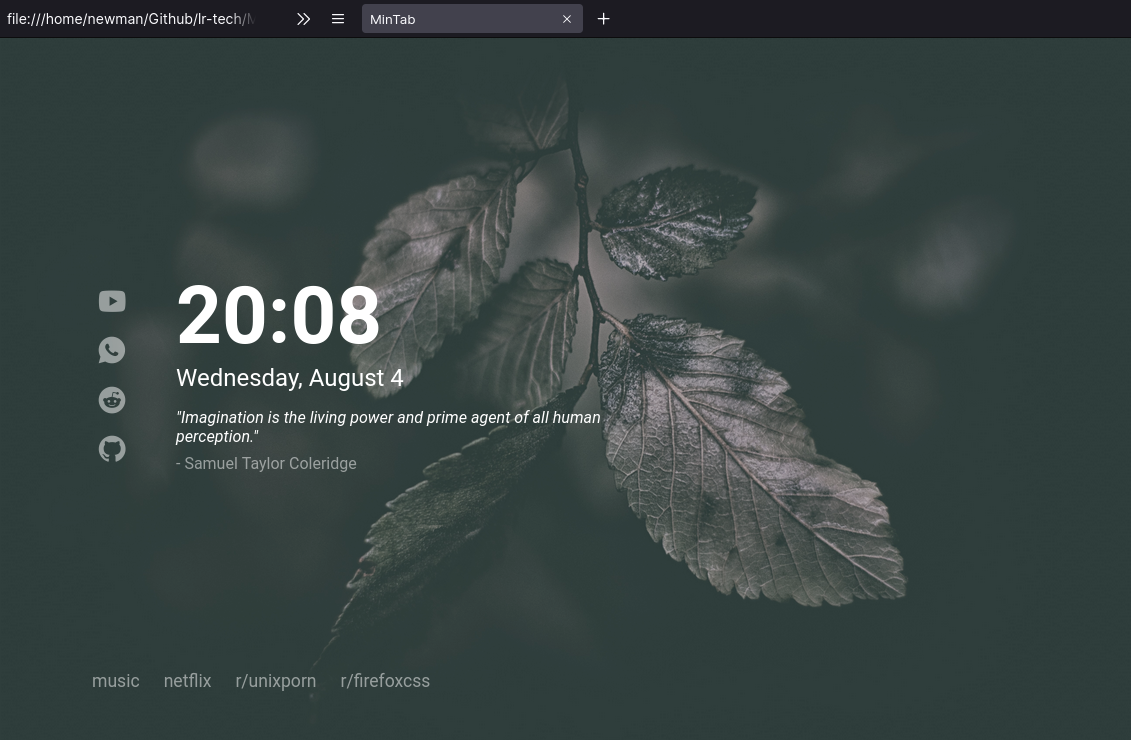 file:///home/newman/Github/lr-tech/M
MinTab
20:08
Wednesday, August 4
"Imagination is the living power and prime agent of all human
perception."
- Samuel Taylor Coleridge
music netflix r/unixporn r/firefoxcss